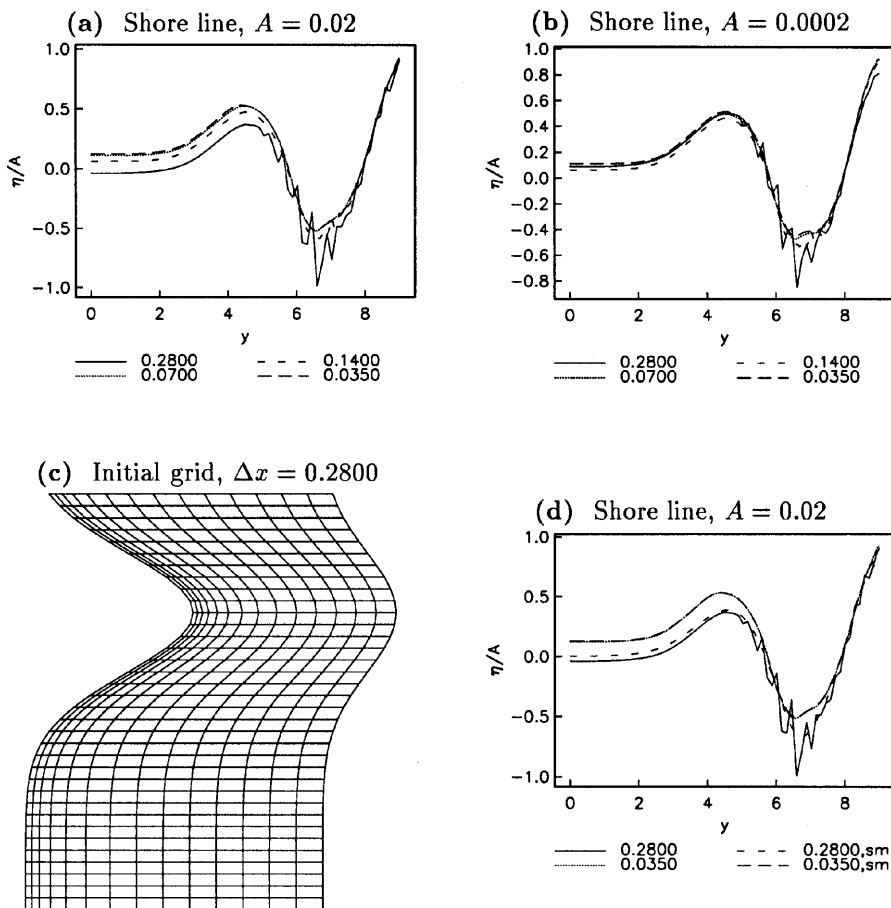 (a) Shore line, A = 0.02
1.0
0.5
0.0
−0.5
−1.0
η/A
0 2 4 6 8
y
0.2800 0.1400
0.0700 0.0350
(b) Shore line, A = 0.0002
1.0
0.8
0.6
0.4
0.2
0.0
0.2
−0.4
−0.6
−0.8
η/A
0 2 4 6 8
y
0.2800 0.1400
0.0700 0.0350
(c) Initial grid, Δx = 0.2800
(d) Shore line, A = 0.02
1.0
0.5
0.0
−0.5
−1.0
η/A
0 2 4 6 8
y
0.2800 0.2800,sm
0.0350 0.0350,sm